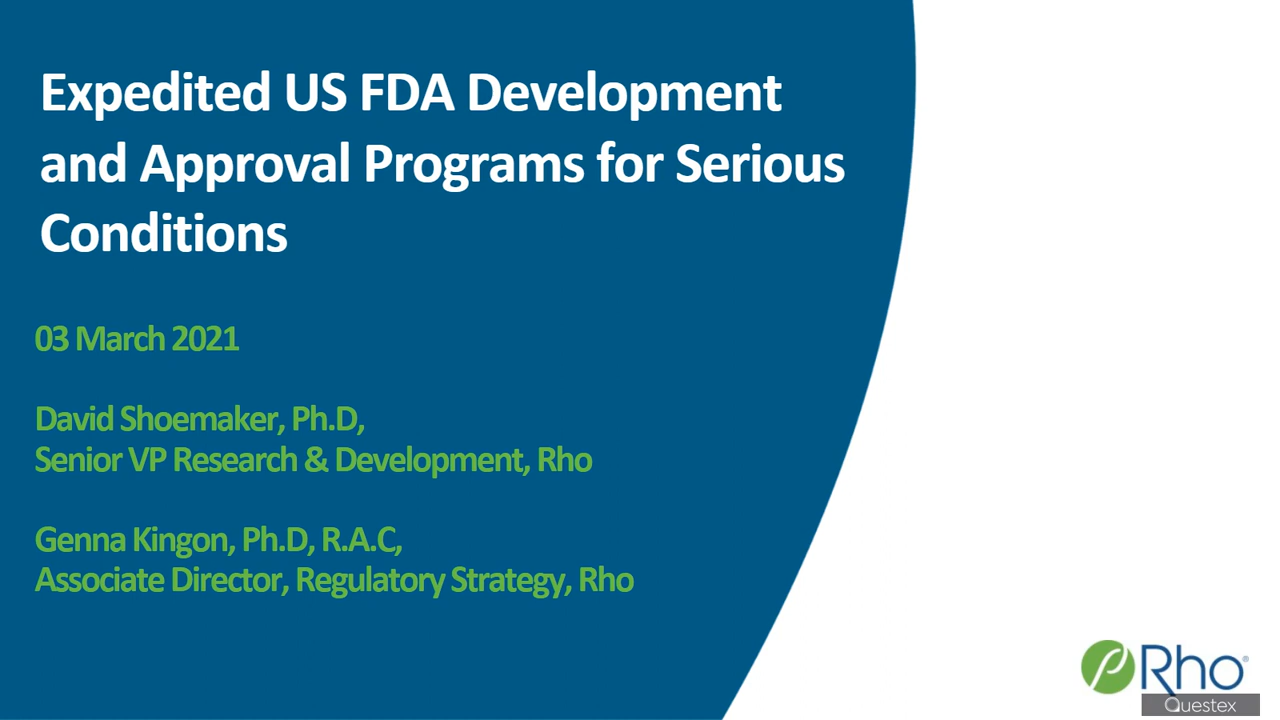 Expedited US FDA Development
and Approval Programs for Serious
Conditions
03 March 2021
David Shoemaker, Ph.D,
Senior VP Research & Development, Rho
Genna Kingon, Ph.D, R.A.C,
Associate Director, Regulatory Strategy, Rho
Rho®
Questex